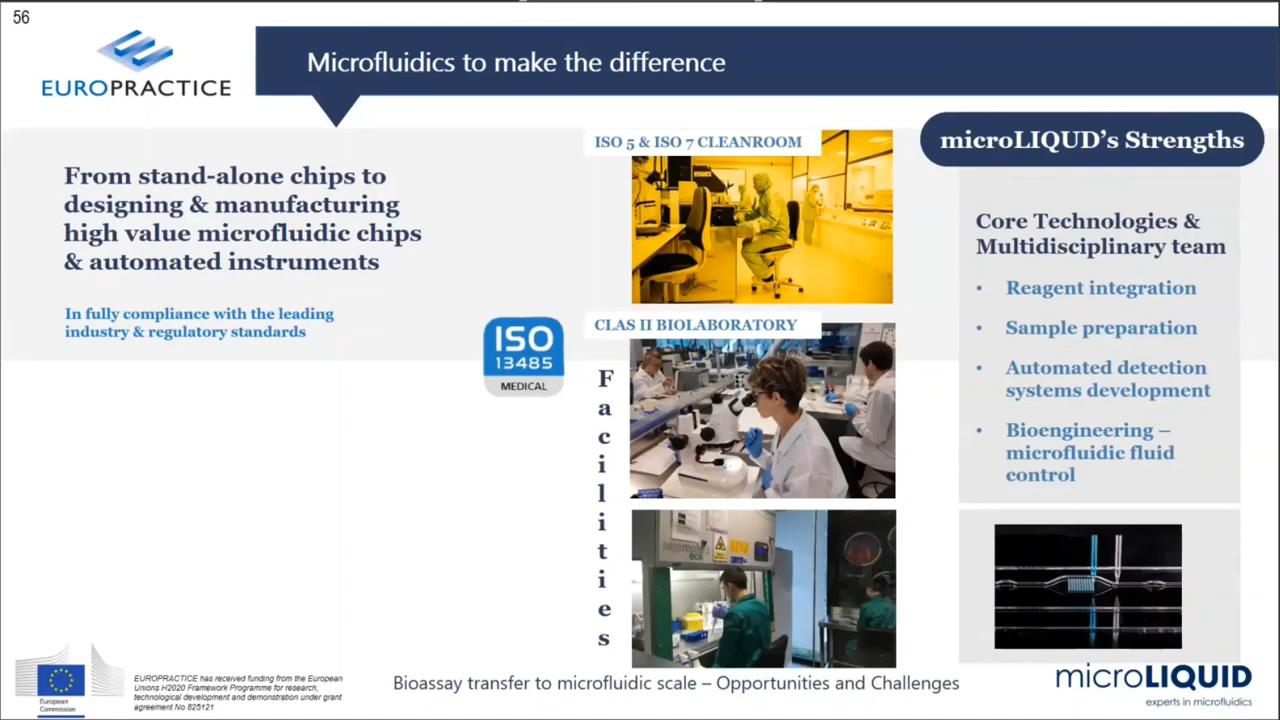 56
EUROPRACTICE
Microfluidics to make the difference
From stand-alone chips to
designing & manufacturing
high value microfluidic chips
& automated instruments
In fully compliance with the leading
industry & regulatory standards
ISO
13485
MEDICAL
ISO 5 & ISO 7 CLEANROOM
CLAS II BIOLABORATORY
Facilities
microLIQUD's Strengths
Core Technologies &
Multidisciplinary team
• Reagent integration
• Sample preparation
• Automated detection
systems development
• Bioengineering –
microfluidic fluid
control
European
Commission
EUROPRACTICE has received funding from the European
Unions H2020 Framework Programme for research,
technological development and demonstration under grant
agreement No 825121
Bioassay transfer to microfluidic scale – Opportunities and Challenges
microLIQUID
experts in microfluidics